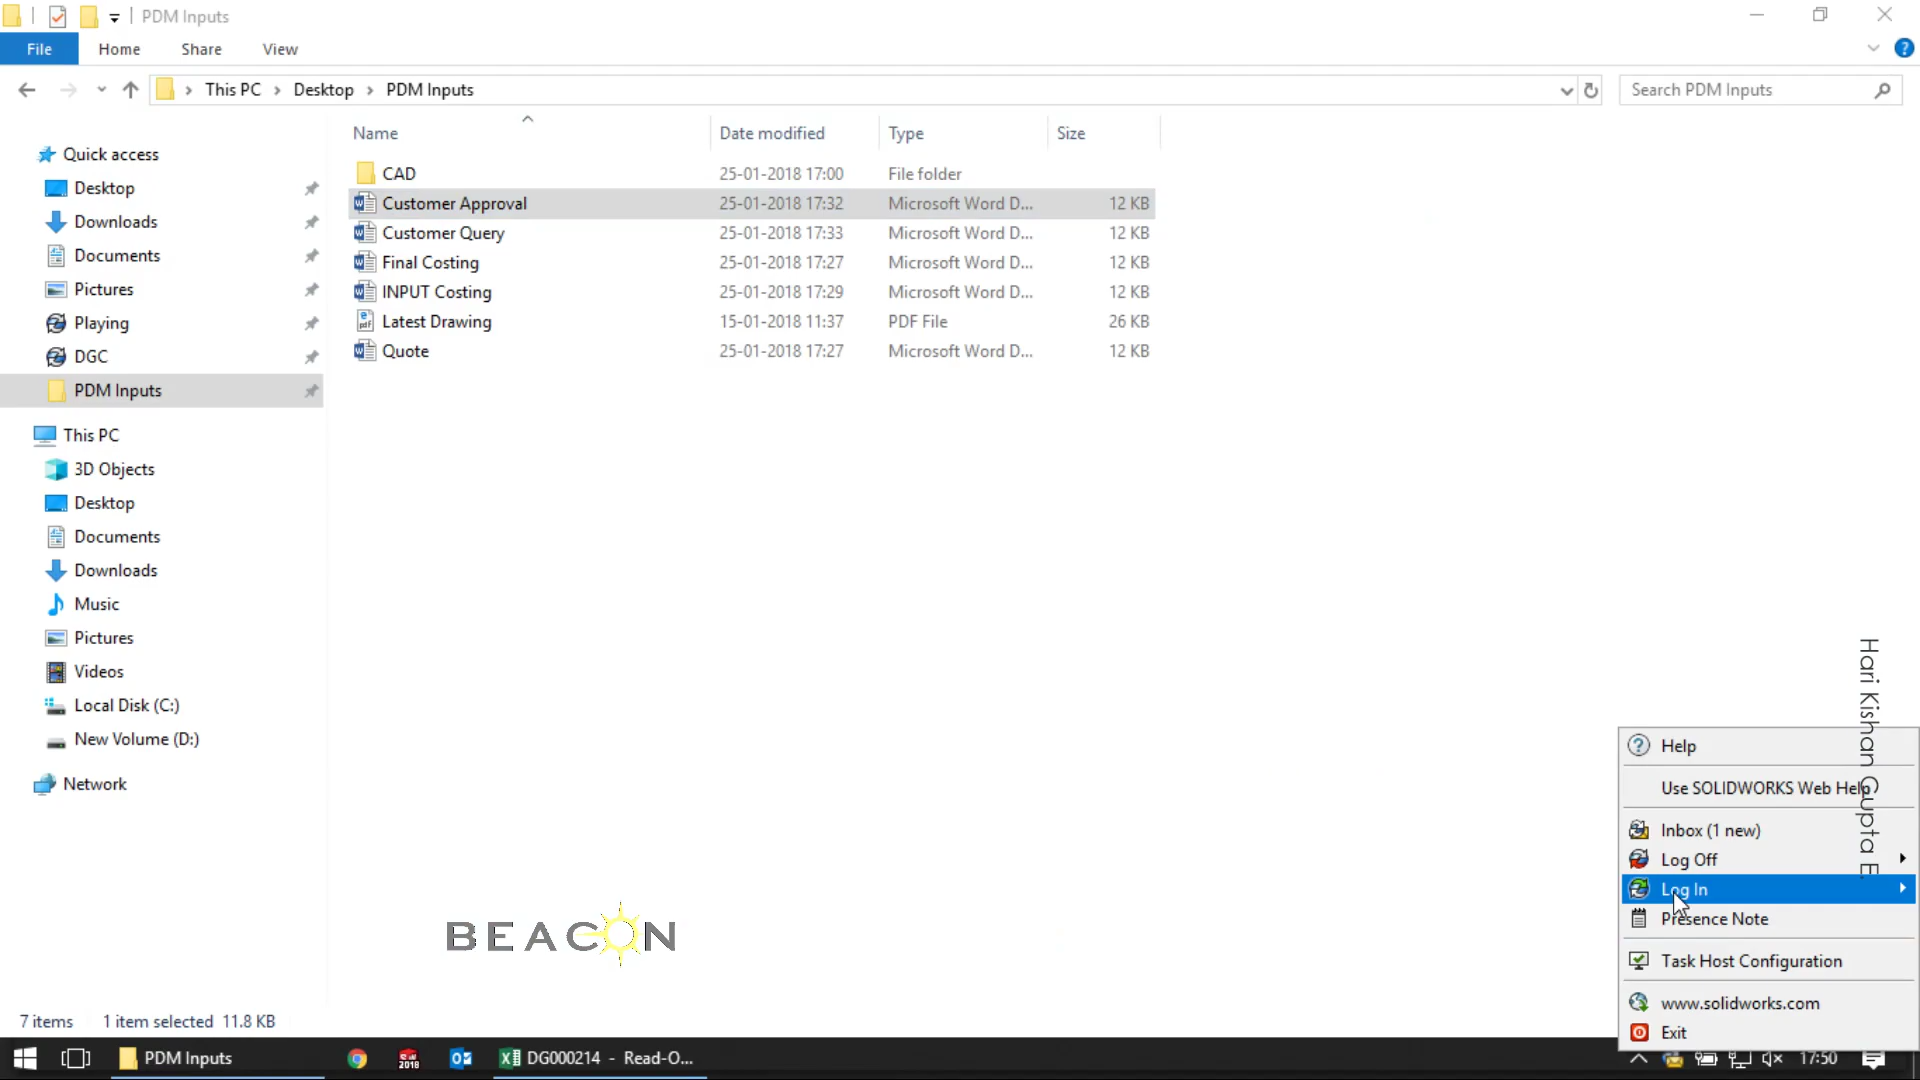 PDM Inputs
File Home Share View
This PC Desktop PDM Inputs
Search PDM Inputs
Name Date modified Type Size
CAD 25-01-2018 17:00 File folder
Customer Approval 25-01-2018 17:32 Microsoft Word D... 12 KB
Customer Query 25-01-2018 17:33 Microsoft Word D... 12 KB
Final Costing 25-01-2018 17:27 Microsoft Word D... 12 KB
INPUT Costing 25-01-2018 17:29 Microsoft Word D... 12 KB
Latest Drawing 15-01-2018 11:37 PDF File 26 KB
Quote 25-01-2018 17:27 Microsoft Word D... 12 KB
Quick access
Desktop
Downloads
Documents
Pictures
Playing
DGC
PDM Inputs
This PC
3D Objects
Desktop
Documents
Downloads
Music
Pictures
Videos
Local Disk (C:)
New Volume (D:)
Network
BEACON
Hari Kishan Gupta E.
Help
Use SOLIDWORKS Web Help
Inbox (1 new)
Log Off
Log In
Presence Note
Task Host Configuration
www.solidworks.com
Exit
7 items 1 item selected 11.8 KB
PDM Inputs
2018
DG000214 - Read-O...
17:50